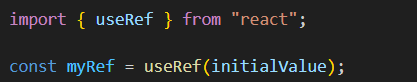 import { useRef } from "react";
const myRef = useRef(initialValue);